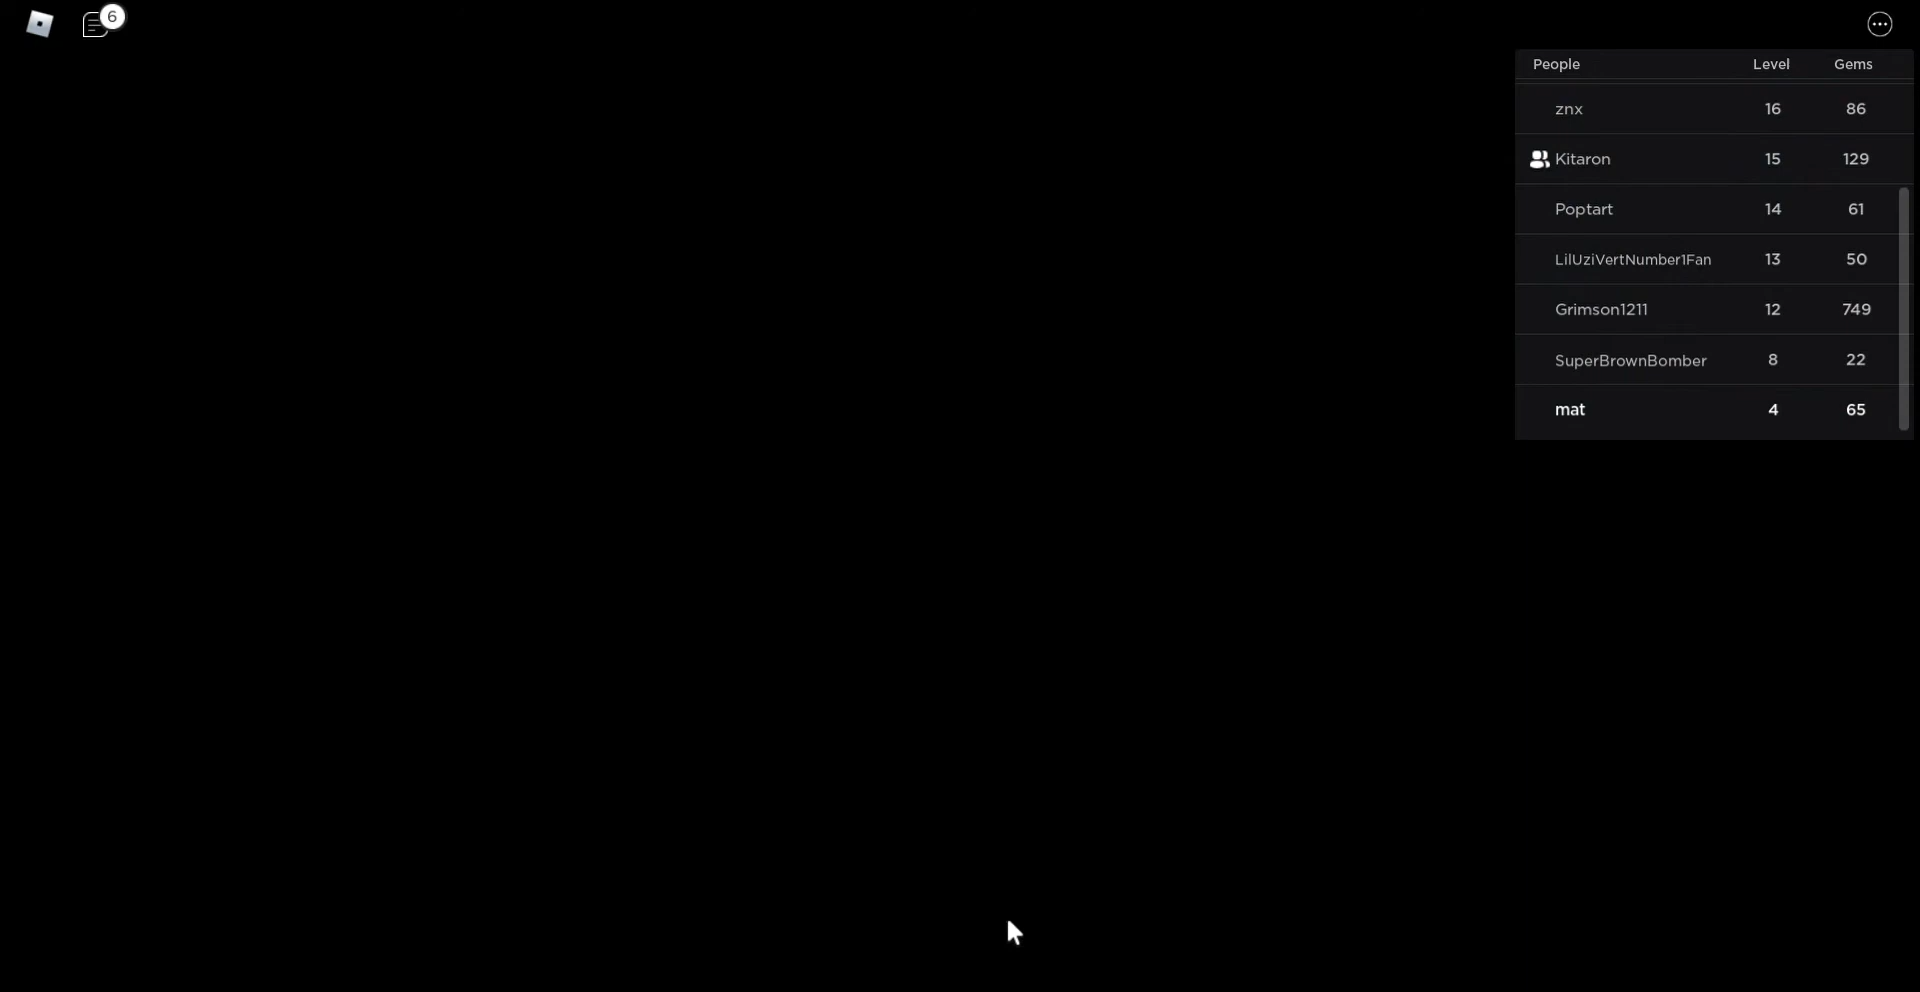 6
People Level Gems
znx 16 86
Kitaron 15 129
Poptart 14 61
LilUziVertNumber1Fan 13 50
Grimson1211 12 749
SuperBrownBomber 8 22
mat 4 65